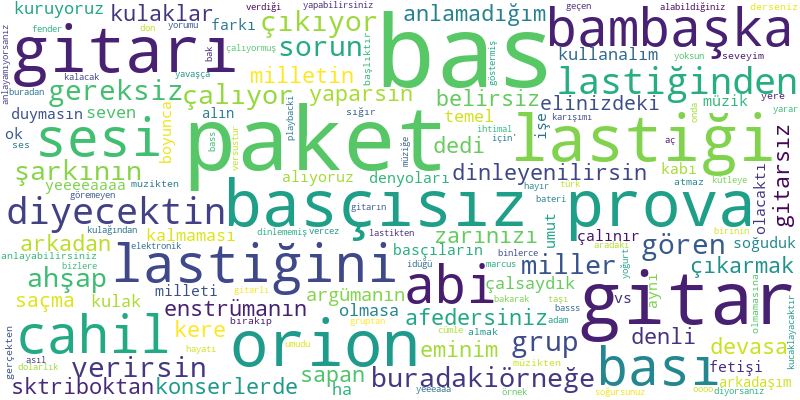 kuruyoruz
don
verdiği
yapabilirsiniz
geçen
alabildiğiniz
derseniz
kulaklar
yorumu
farkı
çıkıyor
anlamadığım
bas
bambaşka
fender
çalıyormuş
bak
gitarı
sorun
kullanalım
yoksun
seveyim
anlayamıyorsanız
kalacak
yavaşça
milletin
başlıktır
göstermiş
lastiğinden
buradan
gereksiz
çalıyor
yaparsın
belirsiz
elinizdeki
müzik
yere
yarar
duymasın
seven
boyunca
alın
playbackı
sığır
temel
işe
onda
karışımı
gitarsız
ok
ses
sesi
bass
versustur
paket
müziğe
dedi
için'
ihtimal
lastiği
aç
şarkının
yeeeeaaaa
muzikten
alıyoruz
denyoları
dinleyenilirsin
kabı
atmaz
kutleye
göremeyen
hayır
türk
olacaktı
birinin
diyecektin
basçısız
gitarın
bateri
prova
kulağından
kalmaması
dinlememiş
vercez
lastikten
zarınızı
umut
çalınır
gören
soğuduk
arkadan
elektronik
basçıların
binlerce
aradaki
anlayabilirsiniz
bizlere
lastiğini
idüğü
marcus
miller
yoğurt
çıkarmak
ahşap
milleti
abi
çalsaydık
vs
aynı
saçma
kulak
argümanın
bakarak
taşı
olmamasına
kucaklayacaktır
enstrümanın
gitarlı
bırakıp
olmasa
afedersiniz
basss
gitar
cahil
kere
orion
umudu
gruptan
cümle
almak
adam
grup
denli
devasa
gerçekten
asıl
hayatı
eminim
muzikten
bası
fetişi
verirsin
dolarlık
sapan
buradakiörneğe
arkadaşım
sktriboktan
konserlerde
ha
yeeeaaa
örnek
soğursunuz
oooo
diyorsanız